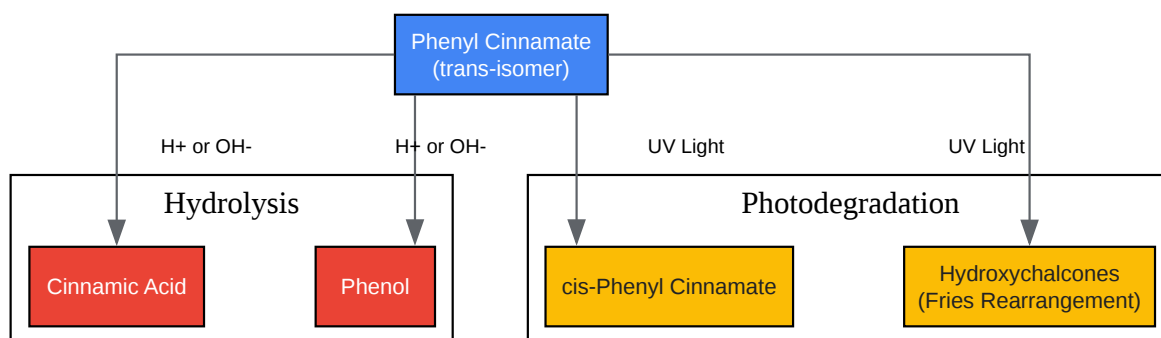 Phenyl Cinnamate
(trans-isomer)
H+ or OH-
H+ or OH-
UV Light
UV Light
Hydrolysis
Photodegradation
Cinnamic Acid
Phenol
cis-Phenyl Cinnamate
Hydroxychalcones
(Fries Rearrangement)